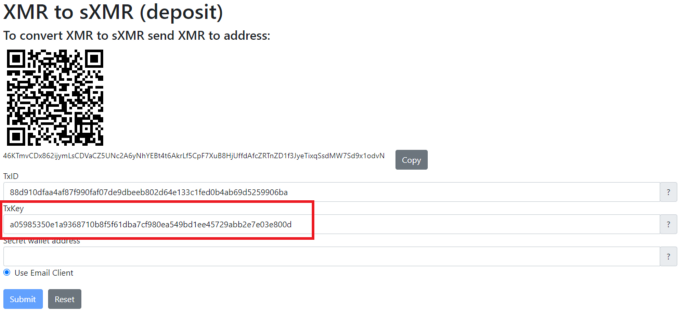 XMR to sXMR (deposit)
To convert XMR to sXMR send XMR to address:
46KTmvCDx862ijymLsCDVaCZ5UNc2A6yNhYEBt4t6AkrLf5CpF7XuB8HjUffdAfcZRTnZD1f3JyeTixqSsdMW7Sd9x1odvN
Copy
TxID
88d910dfaa4af87f990faf07de9dbeeb802d64e133c1fed0b4ab69d5259906ba
?
TxKey
a05985350e1a9368710b8f5f61dba7cf980ea549bd1ee45729abb2e7e03e800d
?
Secret wallet address
?
Use Email Client
Submit
Reset